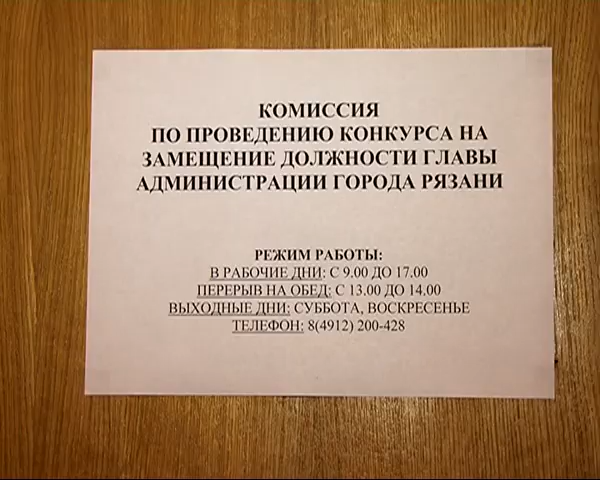 КОМИССИЯ
ПО ПРОВЕДЕНИЮ КОНКУРСА НА
ЗАМЕЩЕНИЕ ДОЛЖНОСТИ ГЛАВЫ
АДМИНИСТРАЦИИ ГОРОДА РЯЗАНИ
РЕЖИМ РАБОТЫ:
В РАБОЧИЕ ДНИ: С 9.00 ДО 17.00
ПЕРЕРЫВ НА ОБЕД: С 13.00 ДО 14.00
ВЫХОДНЫЕ ДНИ: СУББОТА, ВОСКРЕСЕНЬЕ
ТЕЛЕФОН: 8(4912) 200-428